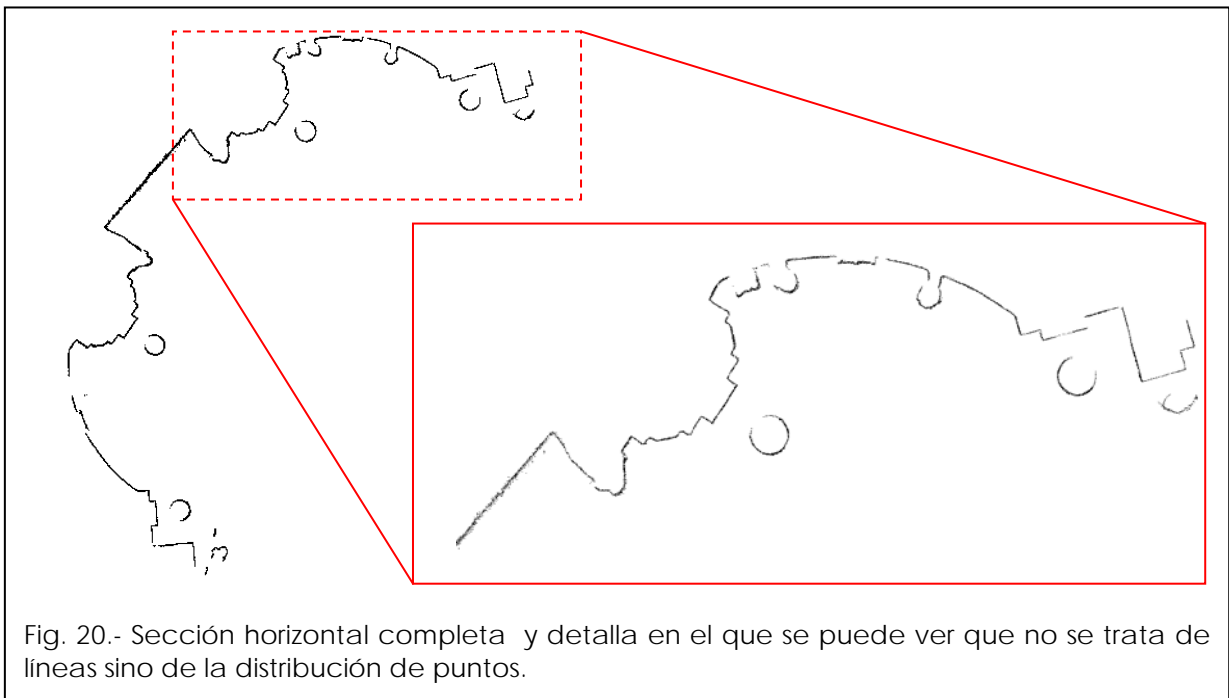 Fig. 20.- Sección horizontal completa y detalla en el que se puede ver que no se trata de
líneas sino de la distribución de puntos.